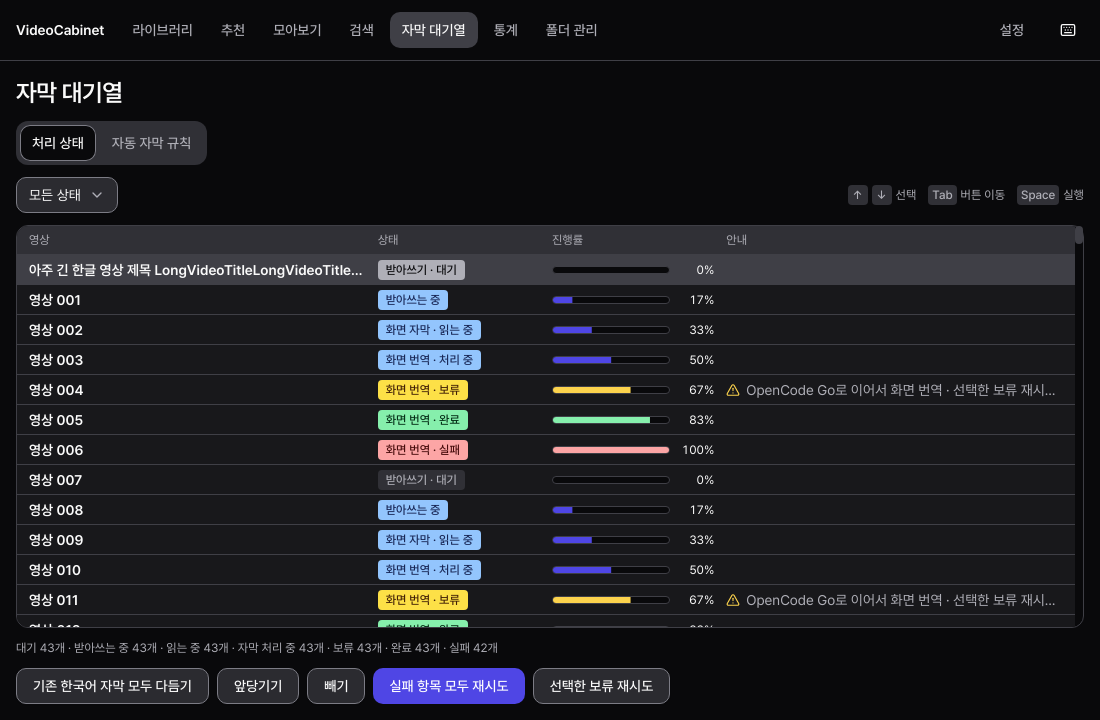 VideoCabinet 라이브러리 추천 모아보기 검색 자막 대기열 통계 폴더 관리 설정
자막 대기열
처리 상태 자동 자막 규칙
모든 상태 ↑ ↓ 선택 Tab 버튼 이동 Space 실행
영상 상태 진행률 안내
아주 긴 한글 영상 제목 LongVideoTitleLongVideoTitle... 받아쓰기 · 대기 0%
영상 001 받아쓰는 중 17%
영상 002 화면 자막 · 읽는 중 33%
영상 003 화면 번역 · 처리 중 50%
영상 004 화면 번역 · 보류 67% OpenCode Go로 이어서 화면 번역 · 선택한 보류 재시...
영상 005 화면 번역 · 완료 83%
영상 006 화면 번역 · 실패 100%
영상 007 받아쓰기 · 대기 0%
영상 008 받아쓰는 중 17%
영상 009 화면 자막 · 읽는 중 33%
영상 010 화면 번역 · 처리 중 50%
영상 011 화면 번역 · 보류 67% OpenCode Go로 이어서 화면 번역 · 선택한 보류 재시...
대기 43개 · 받아쓰는 중 43개 · 읽는 중 43개 · 자막 처리 중 43개 · 보류 43개 · 완료 43개 · 실패 42개
기존 한국어 자막 모두 다듬기 앞당기기 빼기 실패 항목 모두 재시도 선택한 보류 재시도